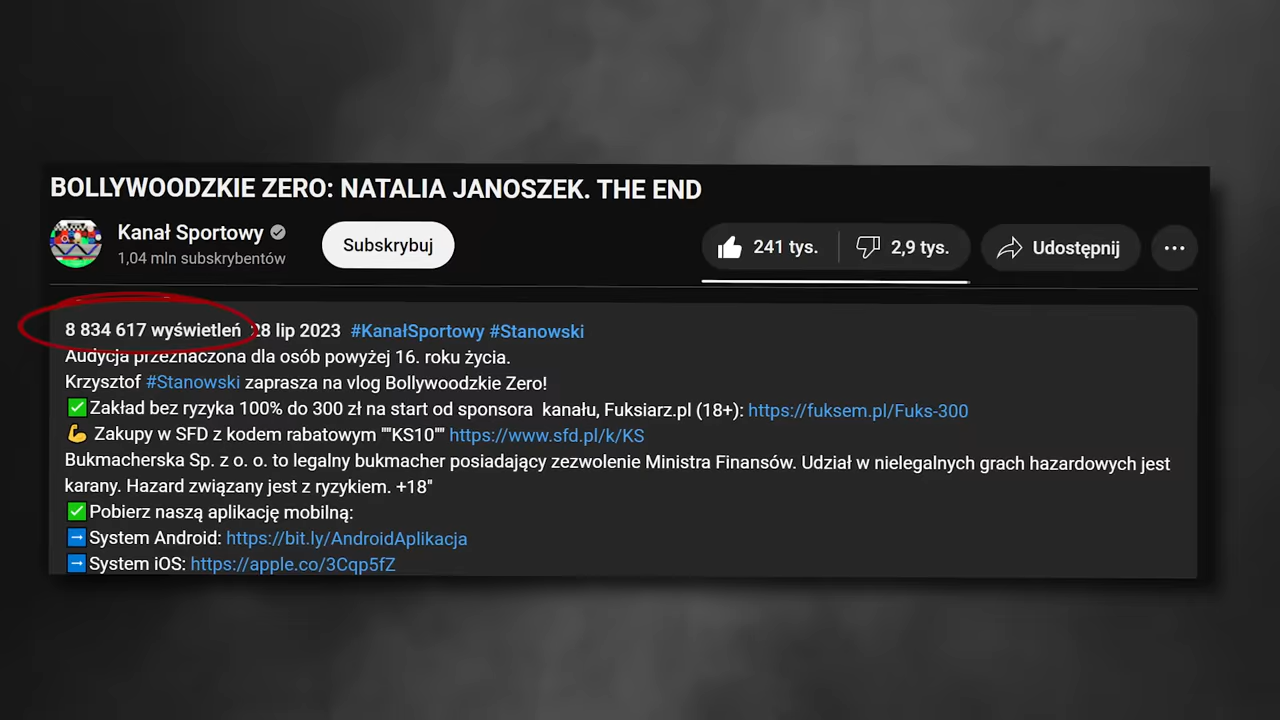 BOLLYWOODZKIE ZERO: NATALIA JANOSZEK. THE END
Kanał Sportowy
1,04 mln subskrybentów
Subskrybuj
241 tys.
2,9 tys.
Udostępnij
8 834 617 wyświetleń 28 lip 2023 #KanałSportowy #Stanowski
Audycja przeznaczona dla osób powyżej 16. roku życia.
Krzysztof #Stanowski zaprasza na vlog Bollywoodzkie Zero!
✅Zakład bez ryzyka 100% do 300 zł na start od sponsora kanału, Fuksiarz.pl (18+): https://fuksem.pl/Fuks-300
💪 Zakupy w SFD z kodem rabatowym ""KS10"" https://www.sfd.pl/k/KS
Bukmacherska Sp. z o. o. to legalny bukmacher posiadający zezwolenie Ministra Finansów. Udział w nielegalnych grach hazardowych jest
karany. Hazard związany jest z ryzykiem. +18"
✅Pobierz naszą aplikację mobilną:
➡System Android: https://bit.ly/AndroidAplikacja
➡System iOS: https://apple.co/3Cqp5fZ